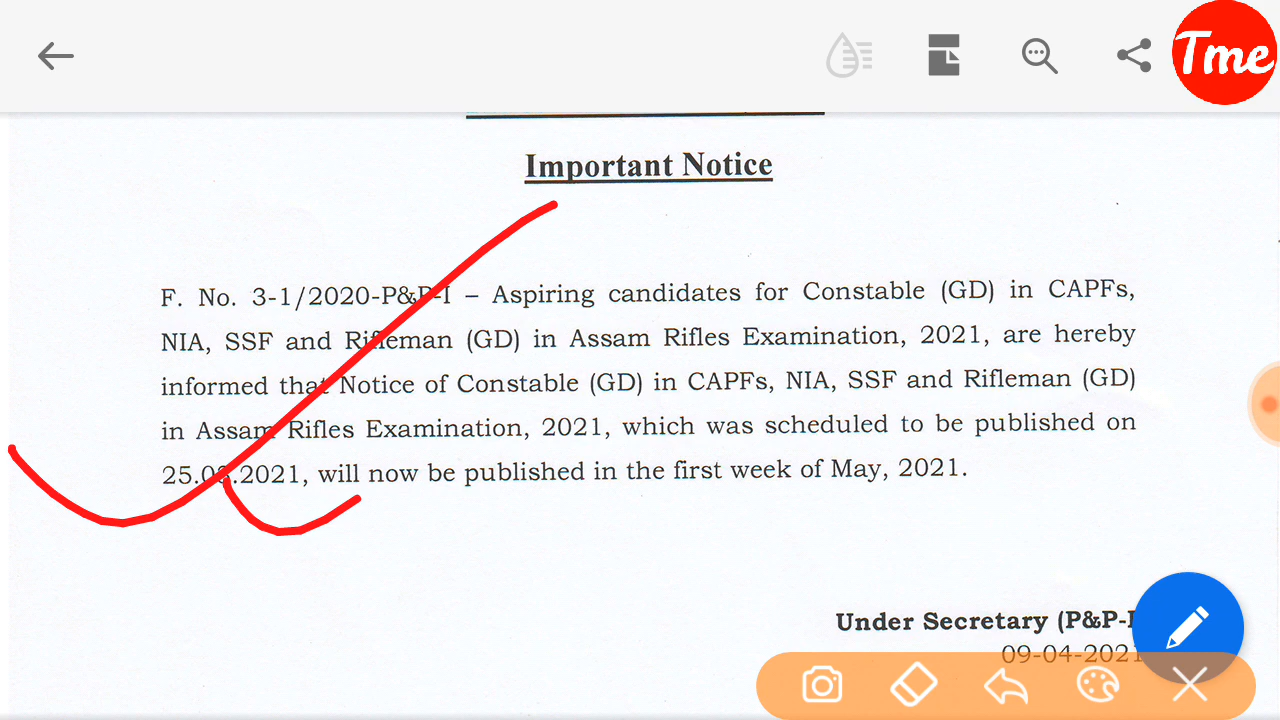 Tme
Important Notice
F. No. 3-1/2020-P&P-I – Aspiring candidates for Constable (GD) in CAPFs,
NIA, SSF and Rifleman (GD) in Assam Rifles Examination, 2021, are hereby
informed that Notice of Constable (GD) in CAPFs, NIA, SSF and Rifleman (GD)
in Assam Rifles Examination, 2021, which was scheduled to be published on
25.03.2021, will now be published in the first week of May, 2021.
Under Secretary (P&P-I
09-04-2021